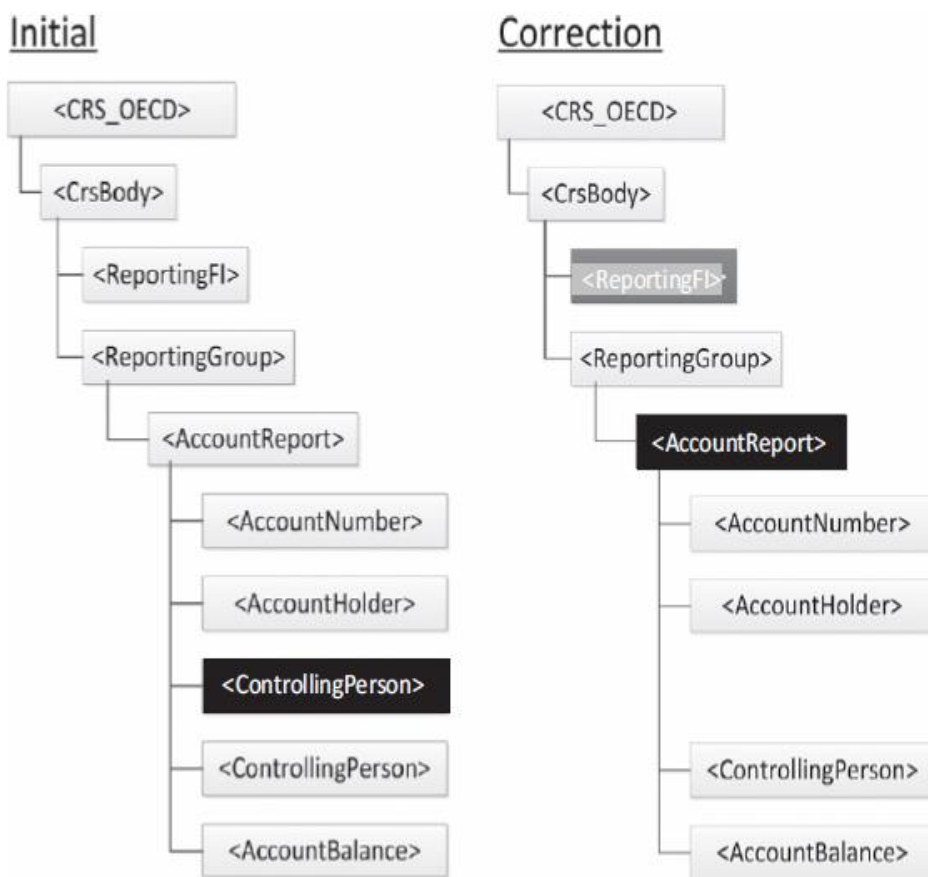 Initial
<CRS_OECD>
<CrsBody>
<ReportingFI>
<ReportingGroup>
<AccountReport>
<AccountNumber>
<AccountHolder>
<ControllingPerson>
<ControllingPerson>
<AccountBalance>
Correction
<CRS_OECD>
<CrsBody>
<ReportingFI>
<ReportingGroup>
<AccountReport>
<AccountNumber>
<AccountHolder>
<ControllingPerson>
<AccountBalance>